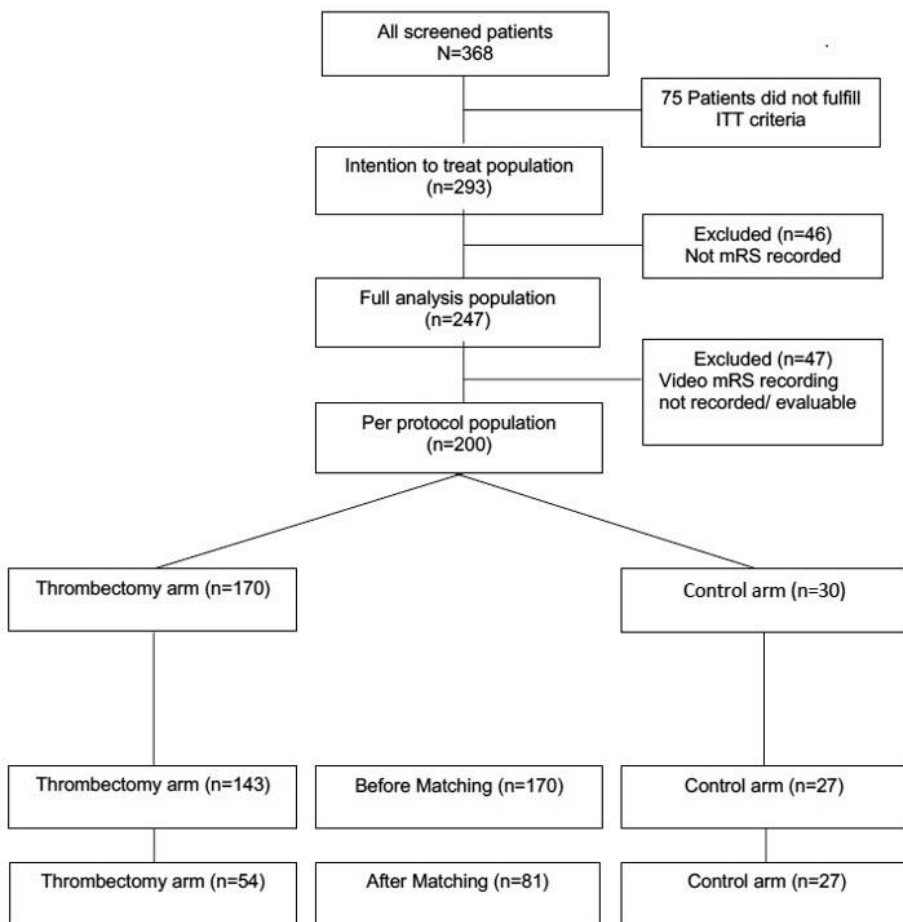 All screened patients
N=368
75 Patients did not fulfill
ITT criteria
Intention to treat population
(n=293)
Excluded (n=46)
Not mRS recorded
Full analysis population
(n=247)
Excluded (n=47)
Video mRS recording
not recorded/ evaluable
Per protocol population
(n=200)
Thrombectomy arm (n=170)
Control arm (n=30)
Thrombectomy arm (n=143)
Before Matching (n=170)
Control arm (n=27)
Thrombectomy arm (n=54)
After Matching (n=81)
Control arm (n=27)